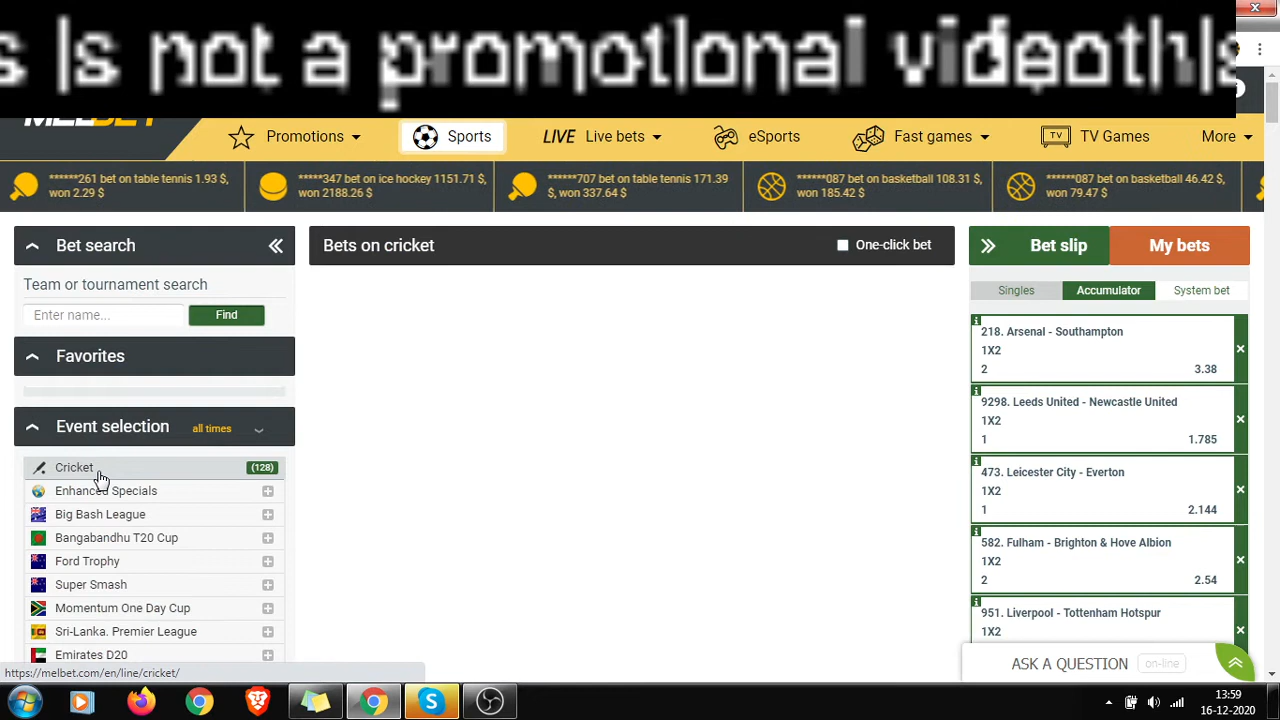 s is not a promotional videothis
MELBET
Promotions
Sports
LIVE Live bets
eSports
Fast games
TV TV Games
More
******261 bet on table tennis 1.93 $,
won 2.29 $
******347 bet on ice hockey 1151.71 $,
won 2188.26 $
******707 bet on table tennis 171.39
$, won 337.64 $
******087 bet on basketball 108.31 $,
won 185.42 $
******087 bet on basketball 46.42 $,
won 79.47 $
Bet search
Team or tournament search
Enter name...
Find
Favorites
Event selection all times
Cricket (128)
Enhanced Specials
Big Bash League
Bangabandhu T20 Cup
Ford Trophy
Super Smash
Momentum One Day Cup
Sri-Lanka. Premier League
Emirates D20
https://melbet.com/en/line/cricket/
Bets on cricket
One-click bet
Bet slip
My bets
Singles
Accumulator
System bet
218. Arsenal - Southampton
1X2
2 3.38
9298. Leeds United - Newcastle United
1X2
1 1.785
473. Leicester City - Everton
1X2
1 2.144
582. Fulham - Brighton & Hove Albion
1X2
2 2.54
951. Liverpool - Tottenham Hotspur
1X2
ASK A QUESTION on-line
13:59
16-12-2020